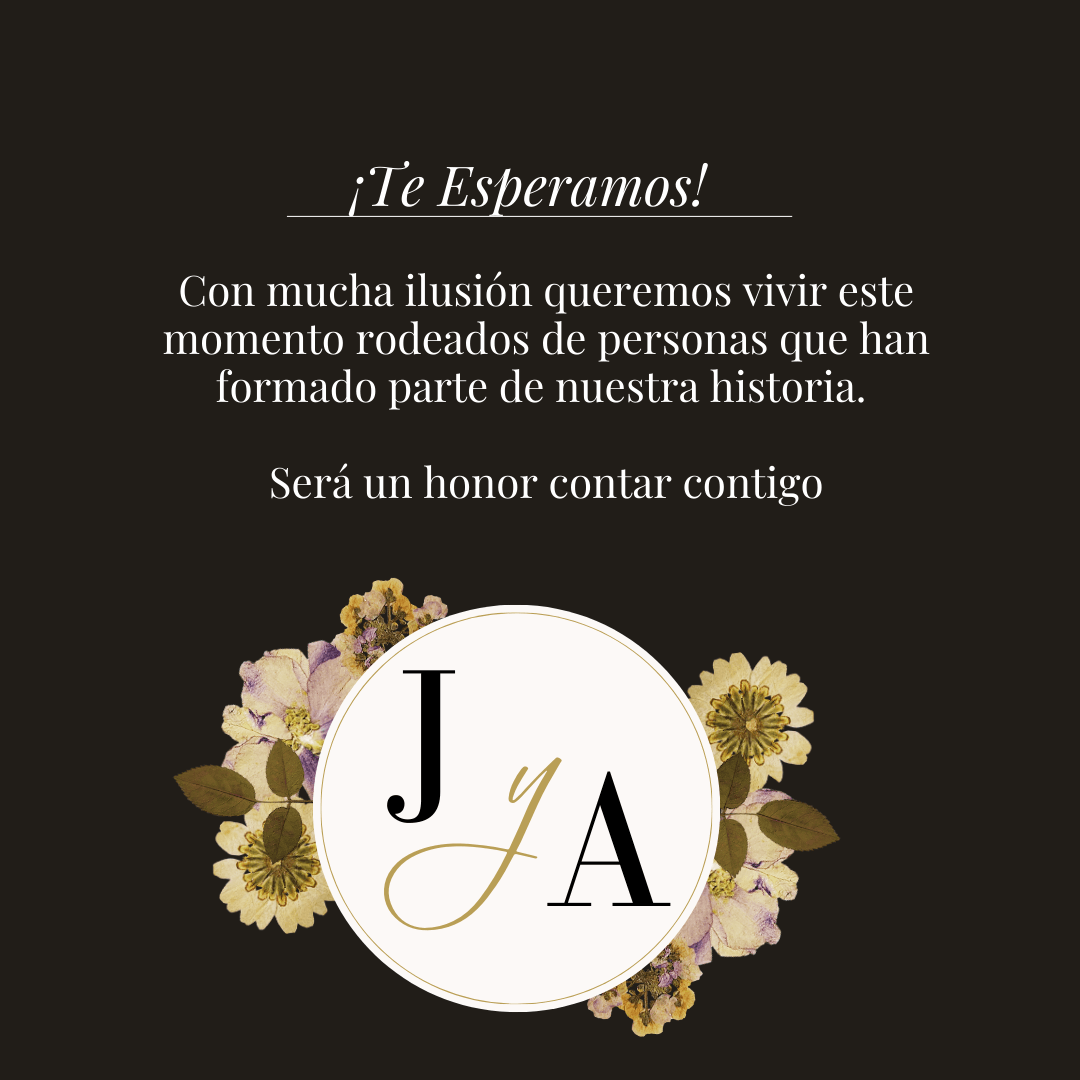 ¡Te Esperamos!
Con mucha ilusión queremos vivir este
momento rodeados de personas que han
formado parte de nuestra historia.
Será un honor contar contigo
J
y
A